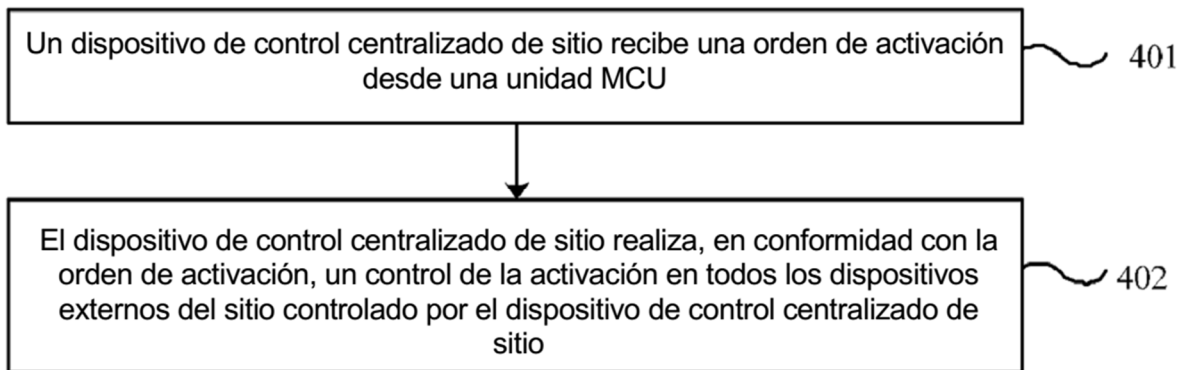 Un dispositivo de control centralizado de sitio recibe una orden de activación
desde una unidad MCU
401
El dispositivo de control centralizado de sitio realiza, en conformidad con la
orden de activación, un control de la activación en todos los dispositivos
externos del sitio controlado por el dispositivo de control centralizado de
sitio
402